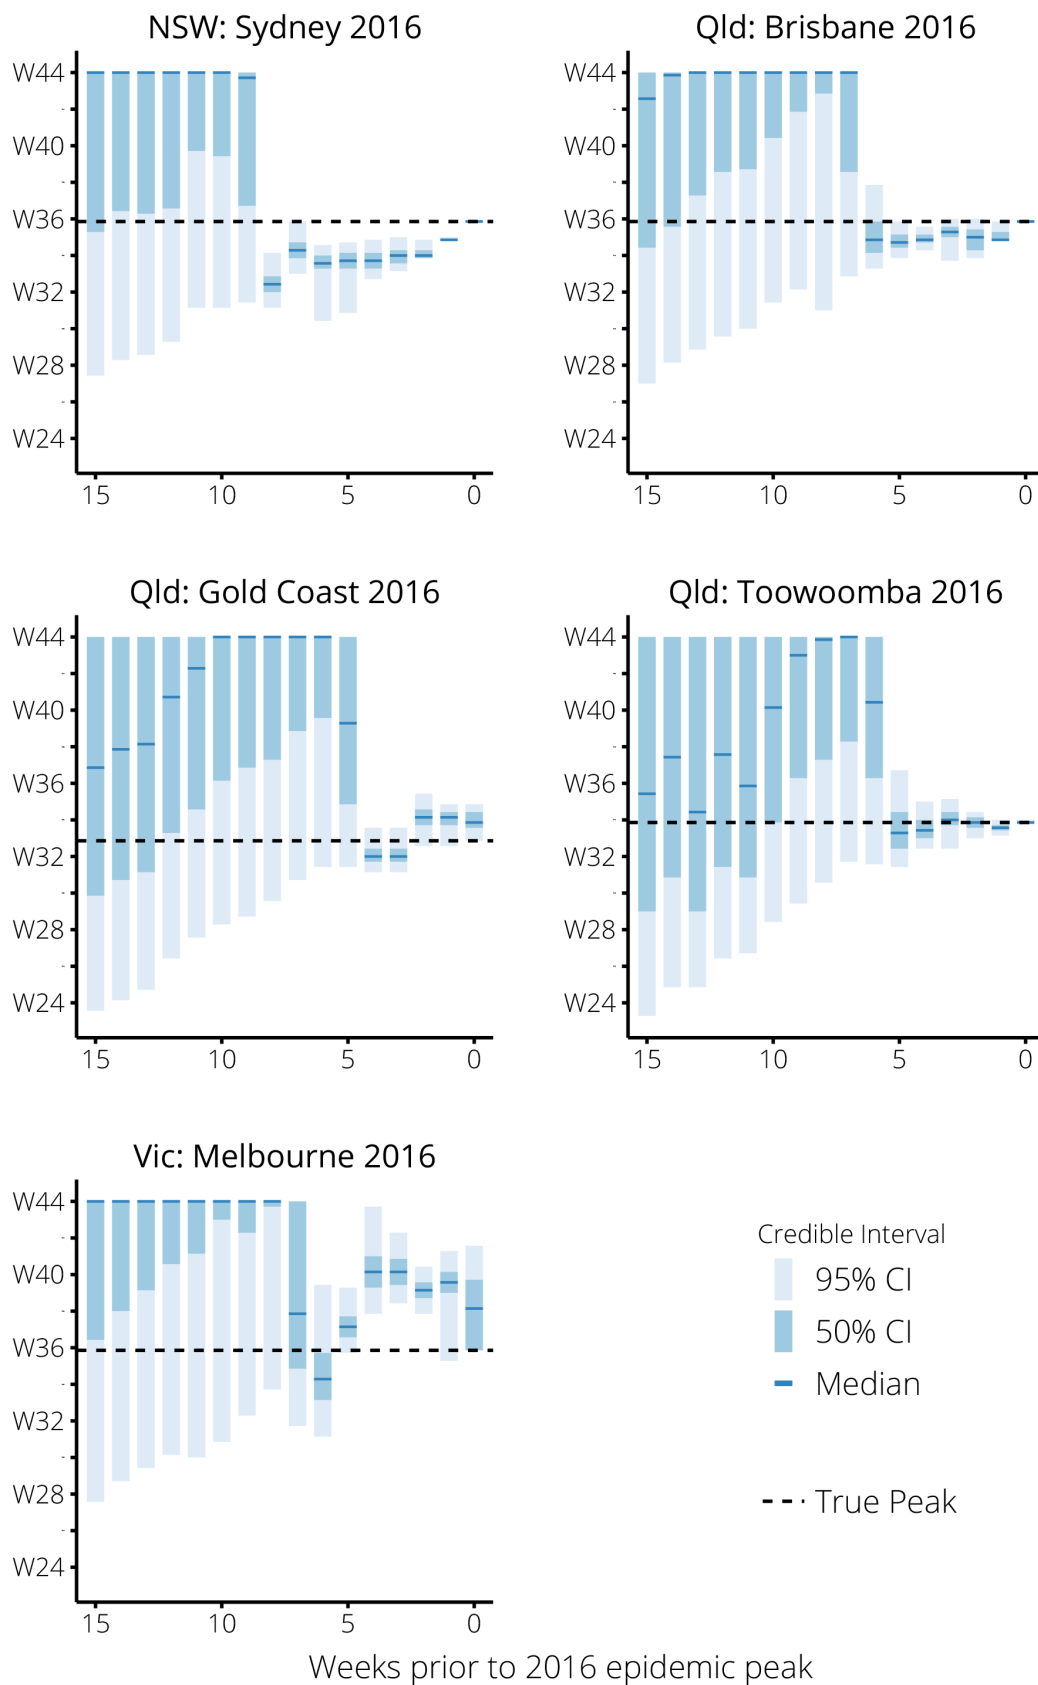 NSW: Sydney 2016
W44
W40
W36
W32
W28
W24
15 10 5 0
Qld: Brisbane 2016
W44
W40
W36
W32
W28
W24
15 10 5 0
Qld: Gold Coast 2016
W44
W40
W36
W32
W28
W24
15 10 5 0
Qld: Toowoomba 2016
W44
W40
W36
W32
W28
W24
15 10 5 0
Vic: Melbourne 2016
W44
W40
W36
W32
W28
W24
15 10 5 0
Credible Interval
95% CI
50% CI
Median
True Peak
Weeks prior to 2016 epidemic peak